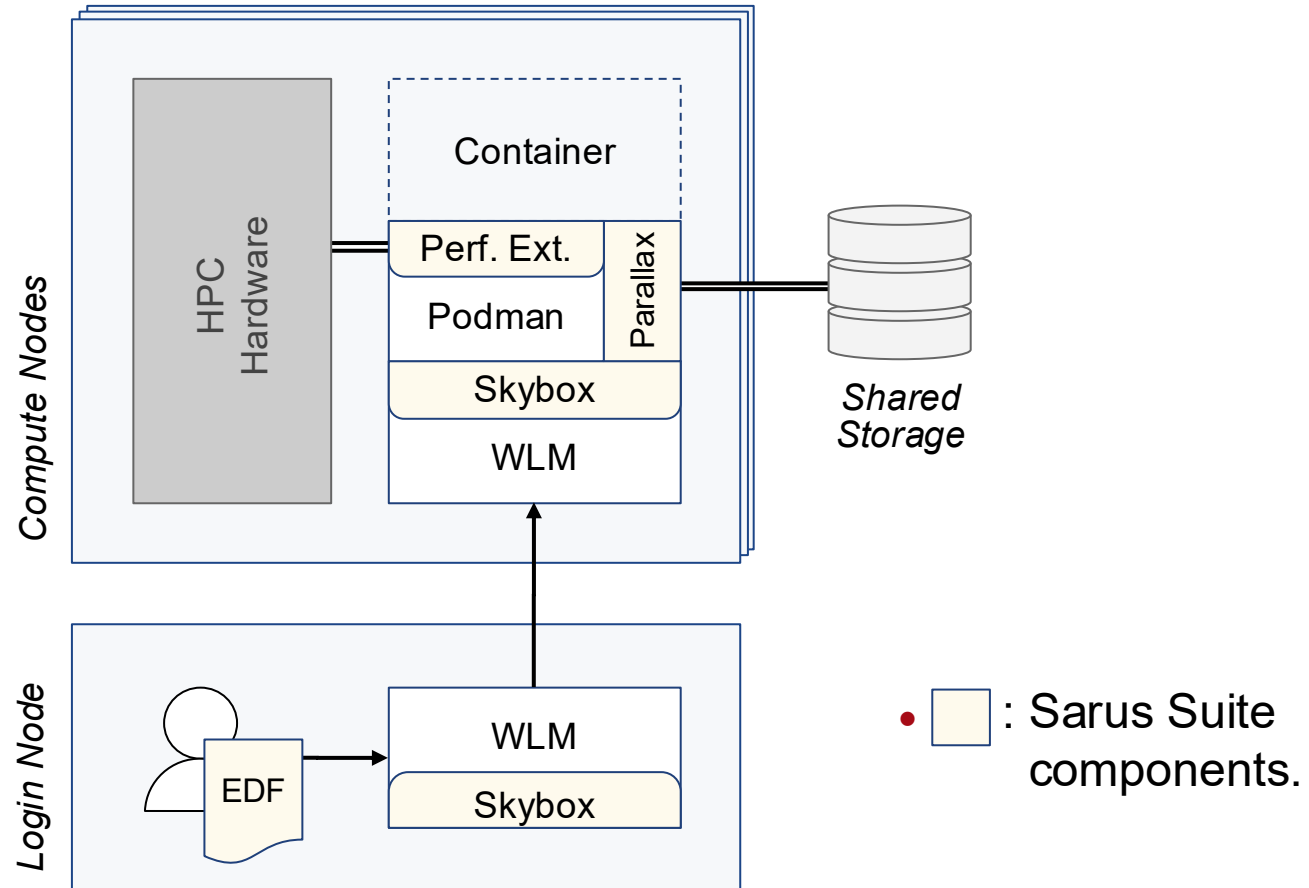 Compute Nodes
HPC
Hardware
Container
Perf. Ext.
Parallax
Podman
Skybox
WLM
Shared
Storage
Login Node
EDF
WLM
Skybox
: Sarus Suite
components.